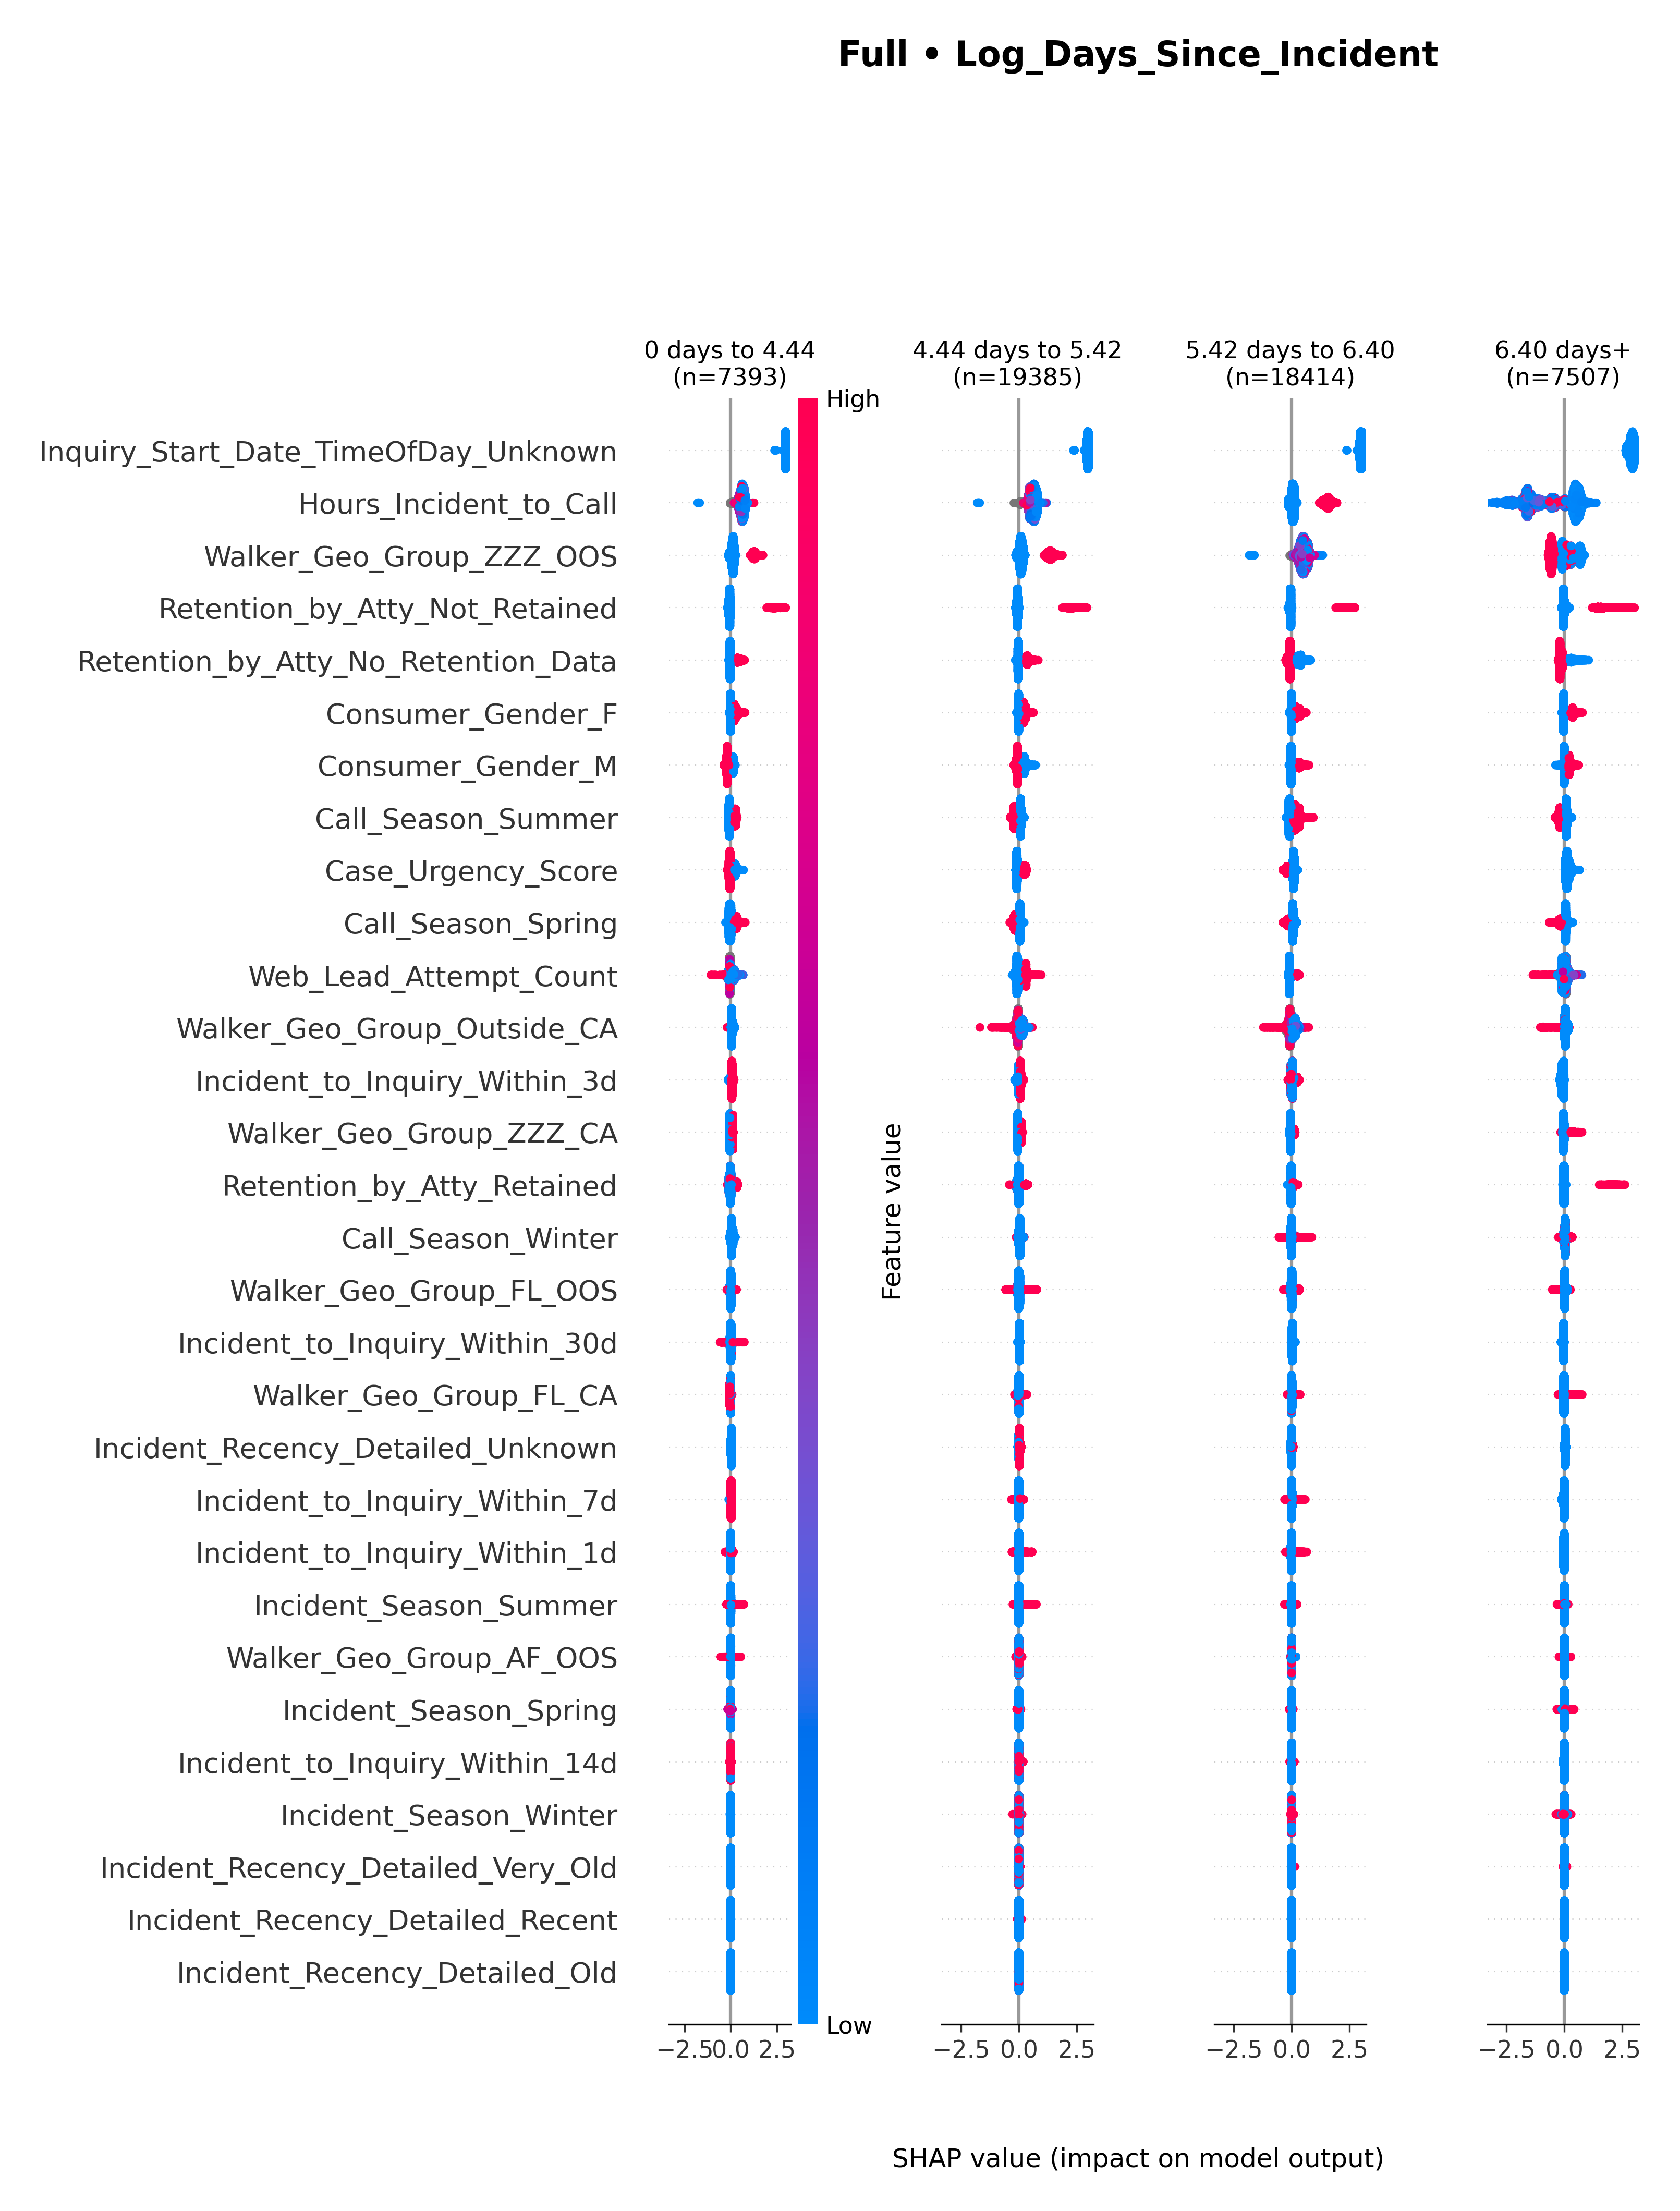 Full • Log_Days_Since_Incident
0 days to 4.44
(n=7393)
4.44 days to 5.42
(n=19385)
5.42 days to 6.40
(n=18414)
6.40 days+
(n=7507)
High
Inquiry_Start_Date_TimeOfDay_Unknown
Hours_Incident_to_Call
Walker_Geo_Group_ZZZ_OOS
Retention_by_Atty_Not_Retained
Retention_by_Atty_No_Retention_Data
Consumer_Gender_F
Consumer_Gender_M
Call_Season_Summer
Case_Urgency_Score
Call_Season_Spring
Web_Lead_Attempt_Count
Walker_Geo_Group_Outside_CA
Incident_to_Inquiry_Within_3d
Walker_Geo_Group_ZZZ_CA
Retention_by_Atty_Retained
Call_Season_Winter
Walker_Geo_Group_FL_OOS
Incident_to_Inquiry_Within_30d
Walker_Geo_Group_FL_CA
Incident_Recency_Detailed_Unknown
Incident_to_Inquiry_Within_7d
Incident_to_Inquiry_Within_1d
Incident_Season_Summer
Walker_Geo_Group_AF_OOS
Incident_Season_Spring
Incident_to_Inquiry_Within_14d
Incident_Season_Winter
Incident_Recency_Detailed_Very_Old
Incident_Recency_Detailed_Recent
Incident_Recency_Detailed_Old
Feature value
Low
−2.5 0.0 2.5
−2.5 0.0 2.5
−2.5 0.0 2.5
−2.5 0.0 2.5
SHAP value (impact on model output)